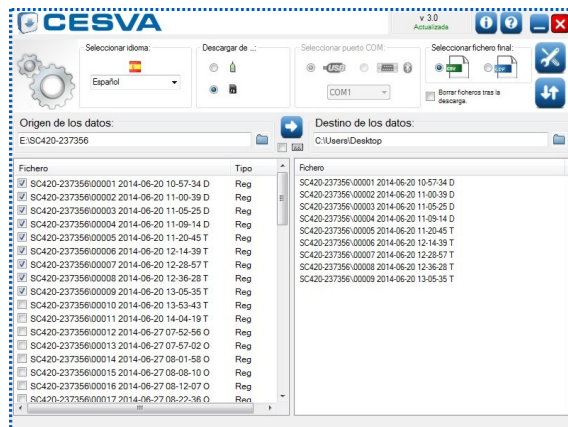 CESVA
v 3.0
Actualizada
Seleccionar idioma:
Español
Descargar de ..:
Seleccionar puerto COM:
USB
COM1
Seleccionar fichero final:
CSV
Borrar ficheros tras la
descarga.
Origen de los datos:
E:\SC420-237356
Destino de los datos:
C:\Users\Desktop
Fichero Tipo
SC420-237356\00001 2014-06-20 10-57-34 D Reg
SC420-237356\00002 2014-06-20 11-00-39 D Reg
SC420-237356\00003 2014-06-20 11-05-25 D Reg
SC420-237356\00004 2014-06-20 11-09-14 D Reg
SC420-237356\00005 2014-06-20 11-20-45 T Reg
SC420-237356\00006 2014-06-20 12-14-39 T Reg
SC420-237356\00007 2014-06-20 12-28-57 T Reg
SC420-237356\00008 2014-06-20 12-36-28 T Reg
SC420-237356\00009 2014-06-20 13-05-35 T Reg
SC420-237356\00010 2014-06-20 13-53-43 T Reg
SC420-237356\00011 2014-06-20 14-04-19 T Reg
SC420-237356\00012 2014-06-27 07-52-56 O Reg
SC420-237356\00013 2014-06-27 07-57-02 O Reg
SC420-237356\00014 2014-06-27 08-01-58 O Reg
SC420-237356\00015 2014-06-27 08-08-10 O Reg
SC420-237356\00016 2014-06-27 08-12-07 O Reg
SC420-237356\00017 2014-06-27 08-22-36 O Reg
Fichero
SC420-237356\00001 2014-06-20 10-57-34 D
SC420-237356\00002 2014-06-20 11-00-39 D
SC420-237356\00003 2014-06-20 11-05-25 D
SC420-237356\00004 2014-06-20 11-09-14 D
SC420-237356\00005 2014-06-20 11-20-45 T
SC420-237356\00006 2014-06-20 12-14-39 T
SC420-237356\00007 2014-06-20 12-28-57 T
SC420-237356\00008 2014-06-20 12-36-28 T
SC420-237356\00009 2014-06-20 13-05-35 T